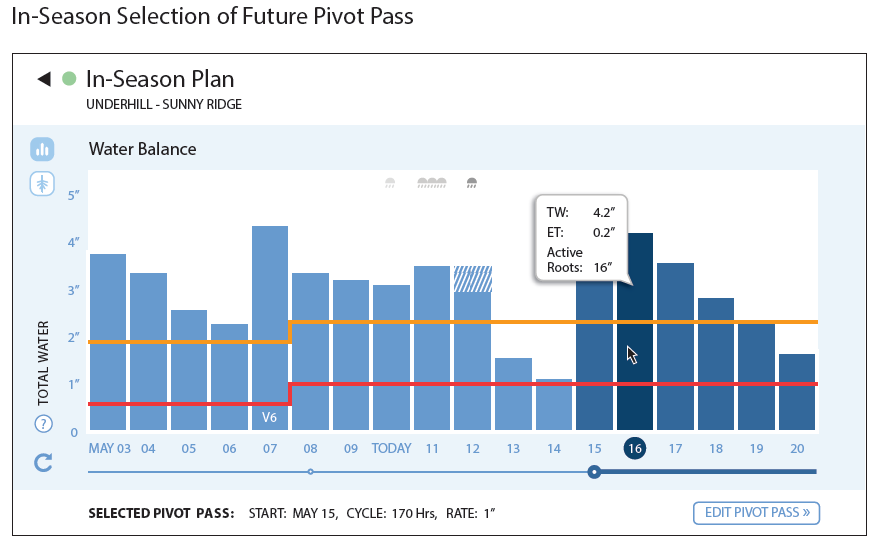 In-Season Selection of Future Pivot Pass
In-Season Plan
UNDERHILL - SUNNY RIDGE
Water Balance
5”
4”
3”
2”
1”
0
TOTAL WATER
?
TW: 4.2”
ET: 0.2”
Active
Roots: 16”
V6
MAY 03 04 05 06 07 08 09 TODAY 11 12 13 14 15 16 17 18 19 20
SELECTED PIVOT PASS: START: MAY 15, CYCLE: 170 Hrs, RATE: 1”
EDIT PIVOT PASS »